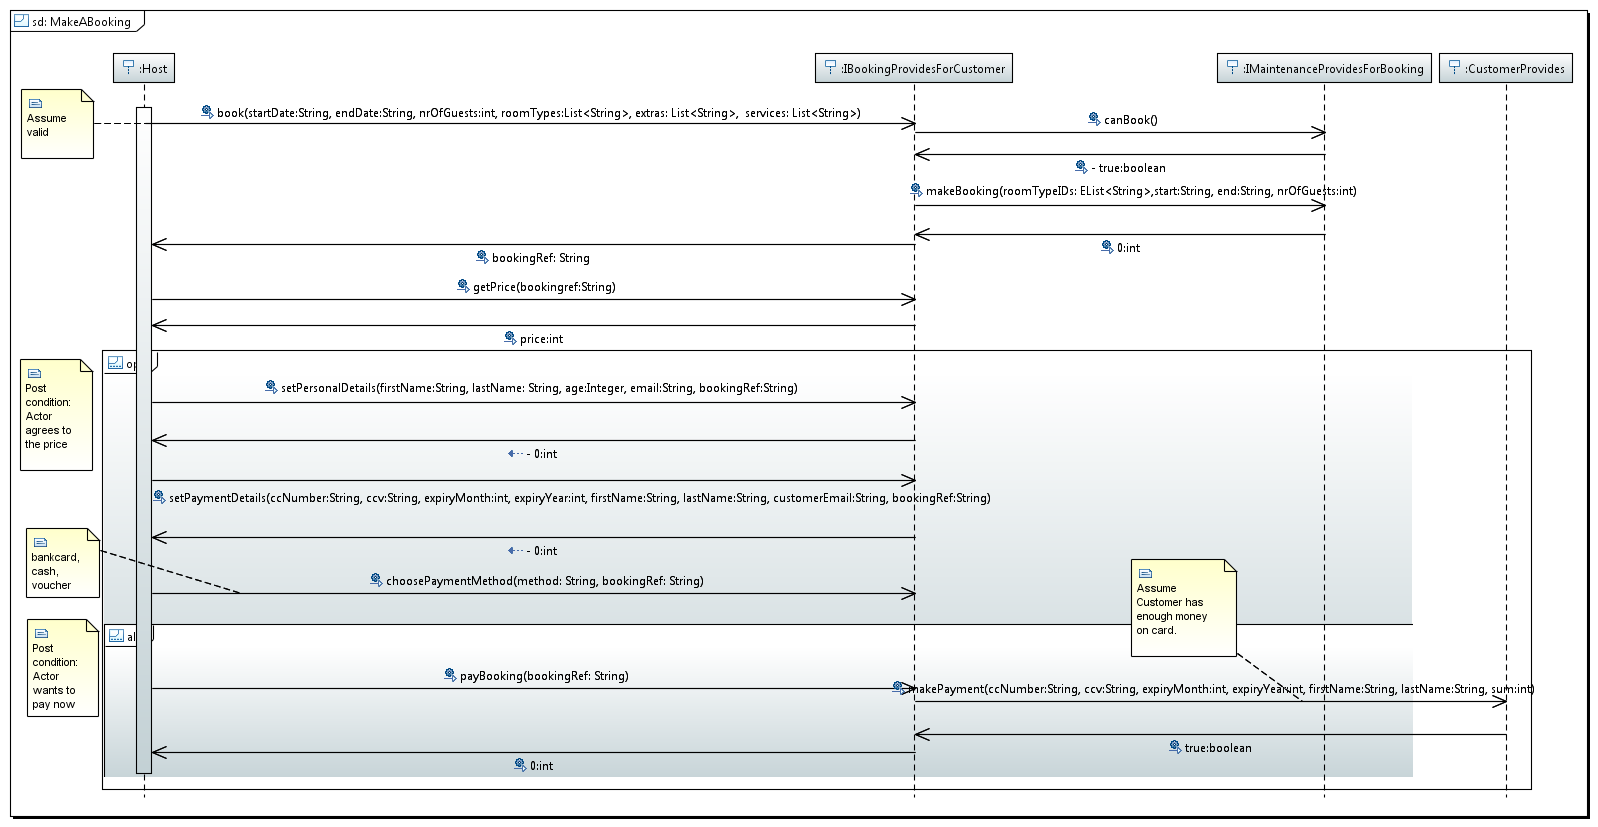 sd: MakeABooking
:Host
:IBookingProvidesForCustomer
:IMaintenanceProvidesForBooking
:CustomerProvides
Assume
valid
book(startDate:String, endDate:String, nrOfGuests:int, roomTypes:List<String>, extras: List<String>,  services: List<String>)
canBook()
- true:boolean
makeBooking(roomTypeIDs: EList<String>,start:String, end:String, nrOfGuests:int)
0:int
bookingRef: String
getPrice(bookingref:String)
price:int
Post
condition:
Actor
agrees to
the price
setPersonalDetails(firstName:String, lastName: String, age:Integer, email:String, bookingRef:String)
- 0:int
setPaymentDetails(ccNumber:String, ccv:String, expiryMonth:int, expiryYear:int, firstName:String, lastName:String, customerEmail:String, bookingRef:String)
- 0:int
bankcard,
cash,
voucher
choosePaymentMethod(method: String, bookingRef: String)
Assume
Customer has
enough money
on card.
Post
condition:
Actor
wants to
pay now
payBooking(bookingRef: String)
makePayment(ccNumber:String, ccv:String, expiryMonth:int, expiryYear:int, firstName:String, lastName:String, sum:int)
true:boolean
0:int